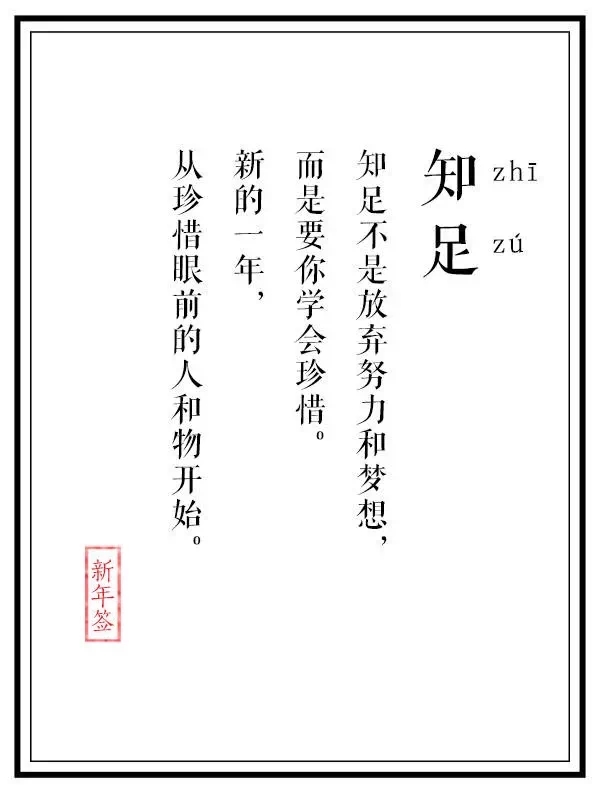 知足
zhī zú
知足不是放弃努力和梦想，
而是要你学会珍惜。
新的一年，
从珍惜眼前的人和物开始。
新年签